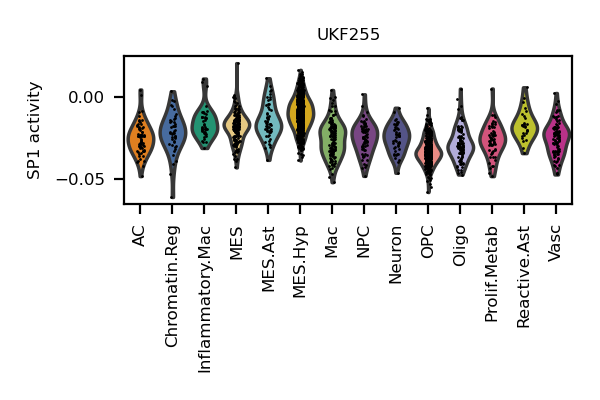 UKF255
SP1 activity
0.00
−0.05
AC
Chromatin.Reg
Inflammatory.Mac
MES
MES.Ast
MES.Hyp
Mac
NPC
Neuron
OPC
Oligo
Prolif.Metab
Reactive.Ast
Vasc